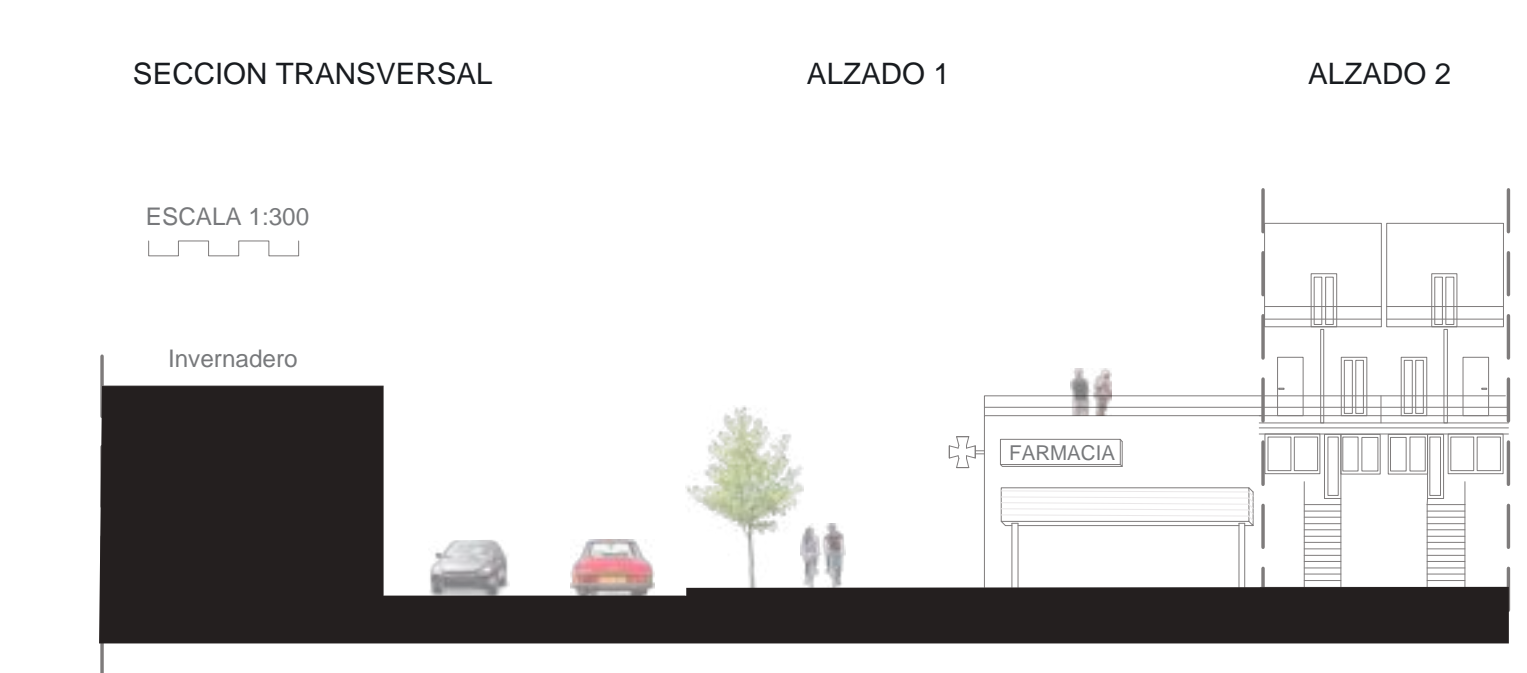 SECCION TRANSVERSAL
ALZADO 1
ALZADO 2
ESCALA 1:300
Invernadero
FARMACIA